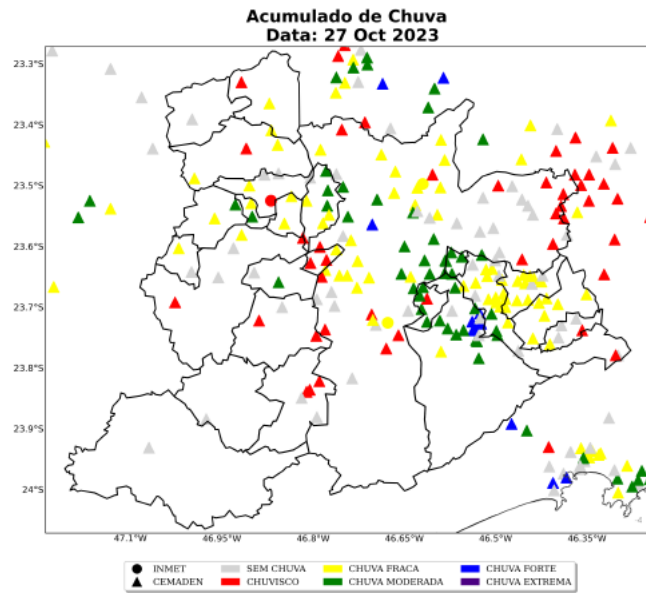 Acumulado de Chuva
Data: 27 Oct 2023
23.3°S
23.4°S
23.5°S
23.6°S
23.7°S
23.8°S
23.9°S
24°S
47.1°W 46.95°W 46.8°W 46.65°W 46.5°W 46.35°W
INMET SEM CHUVA CHUVA FRACA CHUVA FORTE
CEMADEN CHUVISCO CHUVA MODERADA CHUVA EXTREMA